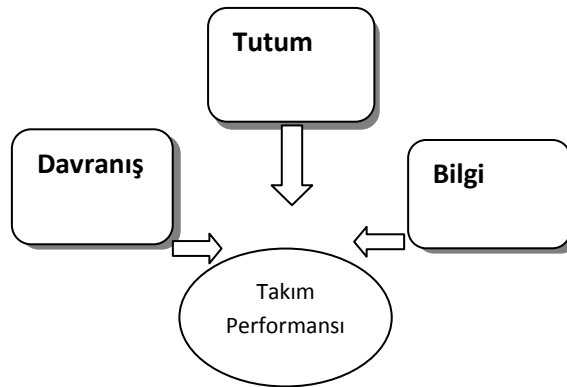 Tutum
Davranış
Bilgi
Takım
Performansı